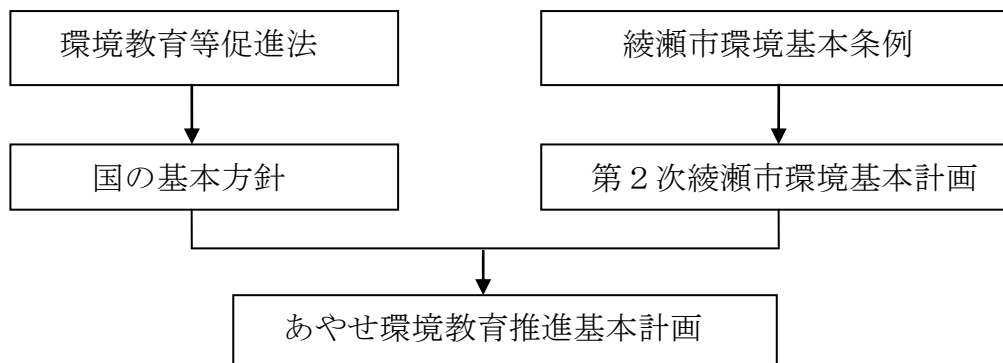 環境教育等促進法
綾瀬市環境基本条例
国の基本方針
第２次綾瀬市環境基本計画
あやせ環境教育推進基本計画